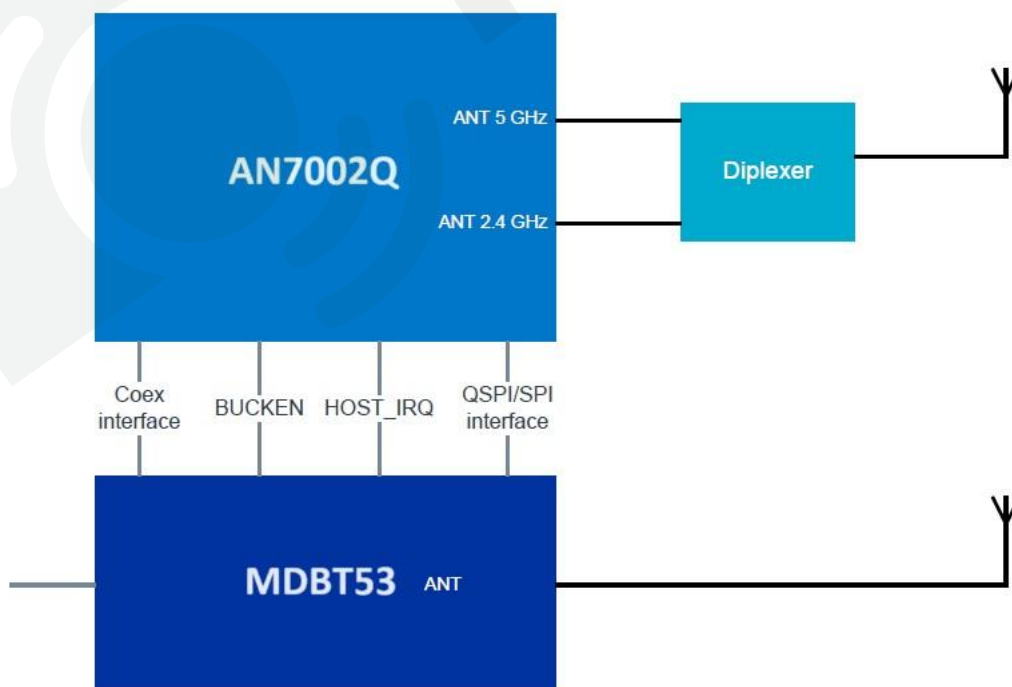 ANT 5 GHz
AN7002Q
Diplexer
ANT 2.4 GHz
Coex
interface
BUCKEN
HOST_IRQ
QSPI/SPI
interface
MDBT53
ANT